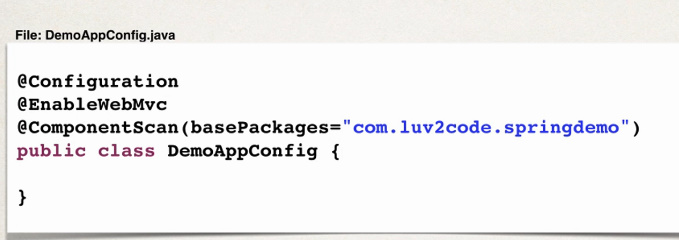 File: DemoAppConfig.java
@Configuration
@EnableWebMvc
@ComponentScan(basePackages="com.luv2code.springdemo")
public class DemoAppConfig {
}